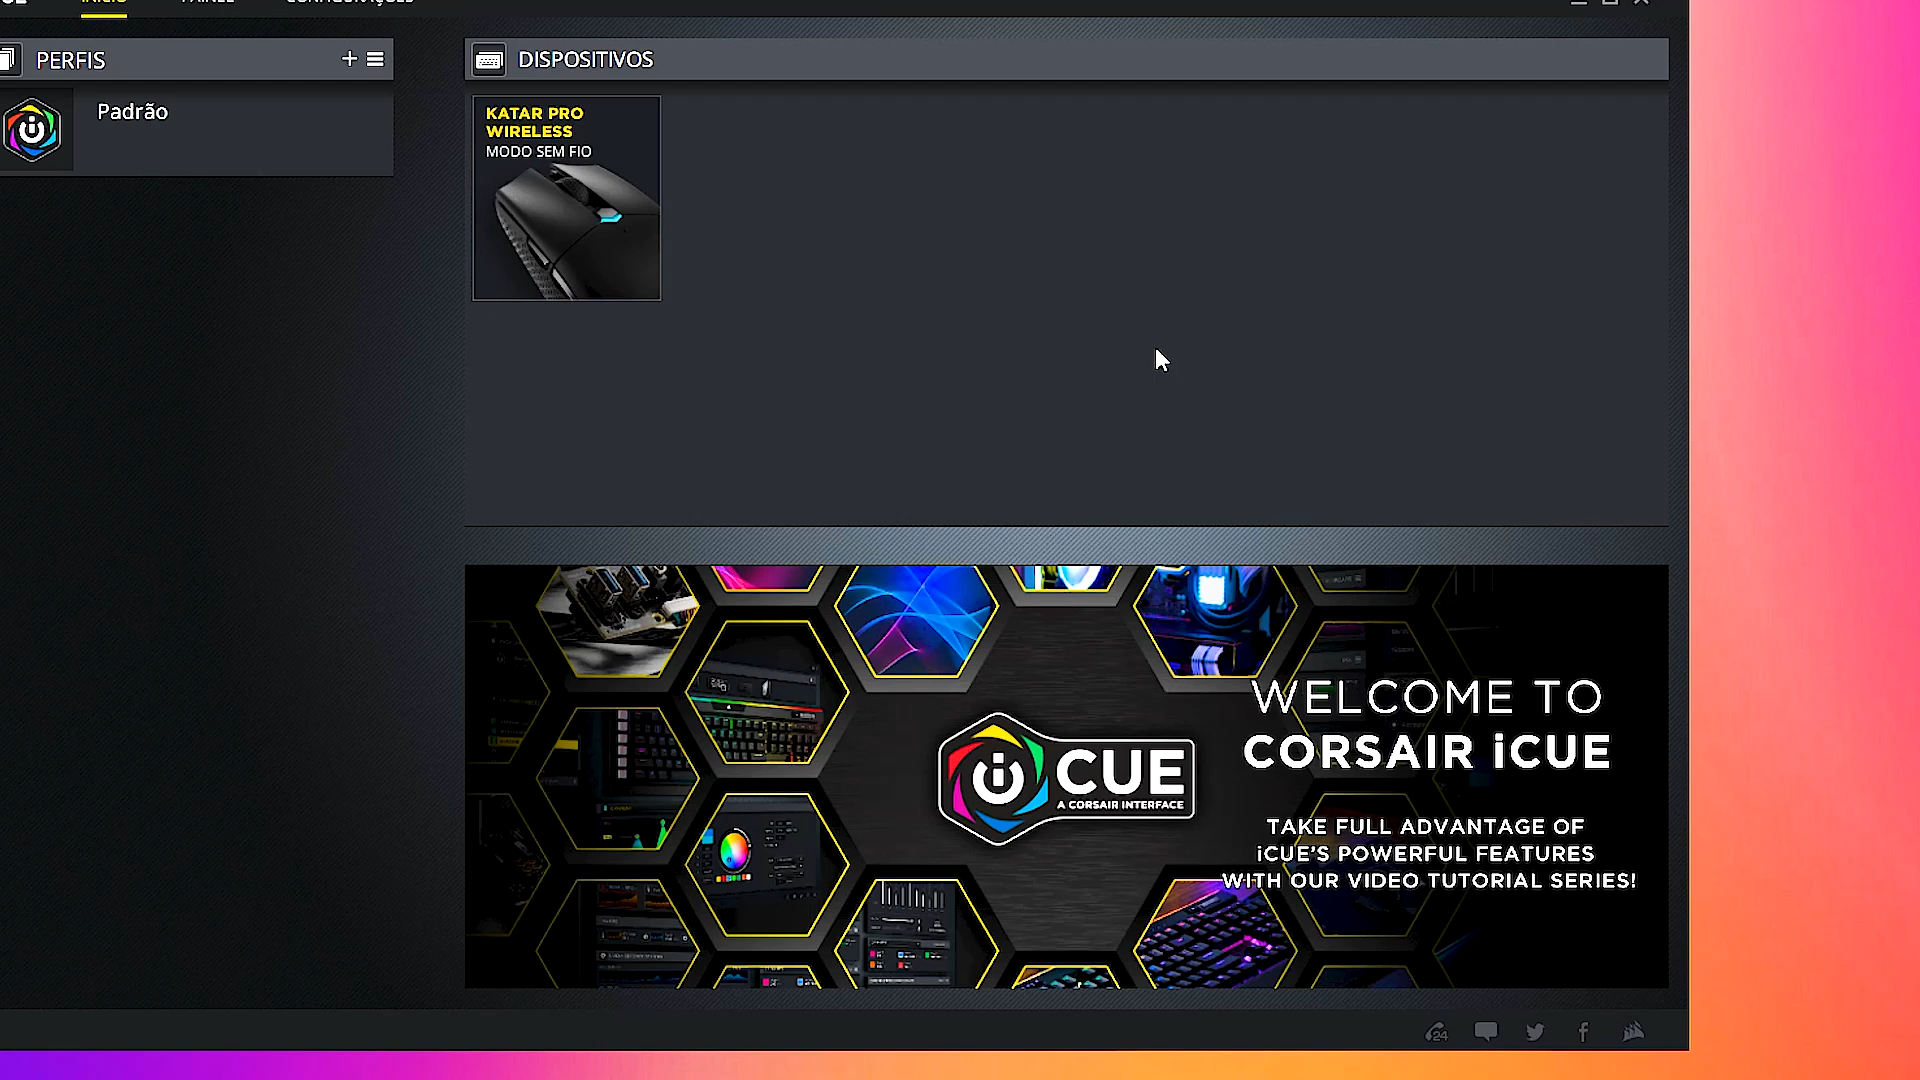 PERFIS
Padrão
DISPOSITIVOS
KATAR PRO
WIRELESS
MODO SEM FIO
CUE
A CORSAIR INTERFACE
WELCOME TO
CORSAIR iCUE
TAKE FULL ADVANTAGE OF
iCUE'S POWERFUL FEATURES
WITH OUR VIDEO TUTORIAL SERIES!
24